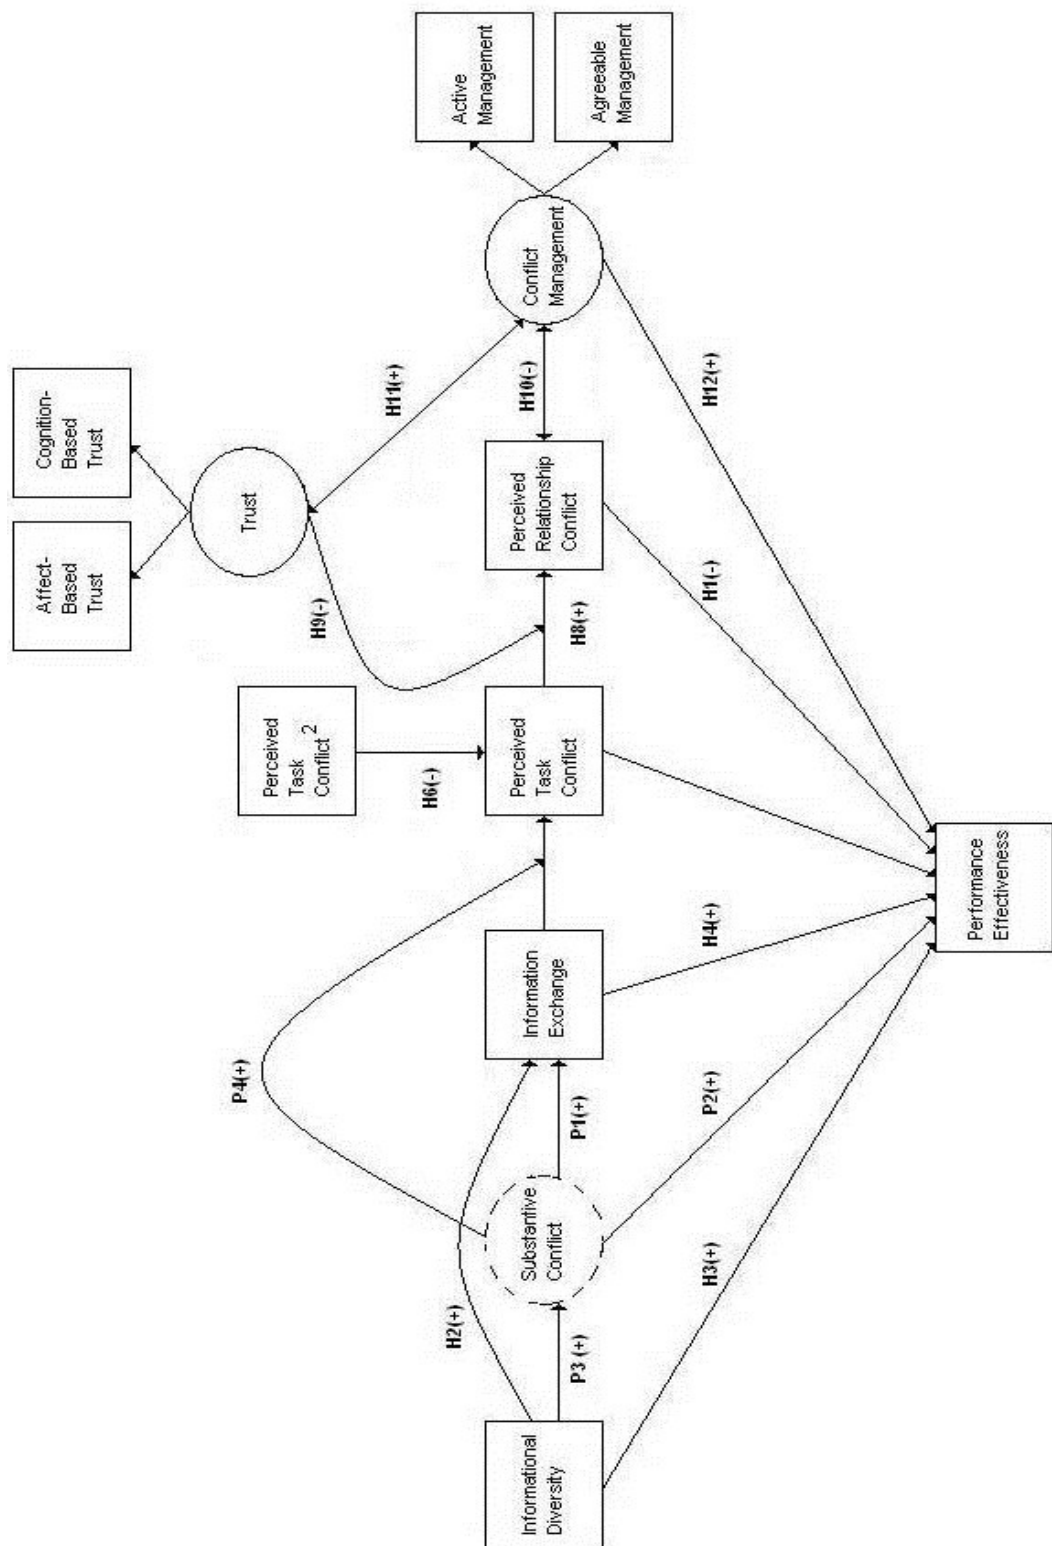 Affect-
Based
Trust
Cognition-
Based
Trust
Trust
Active
Management
Agreeable
Management
Conflict
Management
H11(+)
H9(-)
H10(-)
H12(+)
Perceived
Task
Conflict 2
H6(-)
Perceived
Task
Conflict
H8(+)
Perceived
Relationship
Conflict
H1(-)
P4(+)
Information
Exchange
H4(+)
H2(+)
P1(+)
P2(+)
Substantive
Conflict
P3 (+)
H3(+)
Informational
Diversity
Performance
Effectiveness